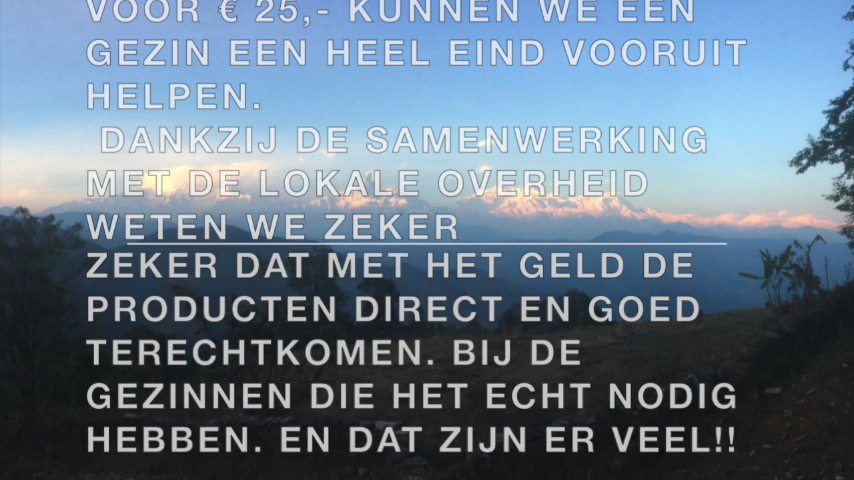 VOOR € 25,- KUNNEN WE EEN
GEZIN EEN HEEL EIND VOORUIT
HELPEN.
DANKZIJ DE SAMENWERKING
MET DE LOKALE OVERHEID
WETEN WE ZEKER
ZEKER DAT MET HET GELD DE
PRODUCTEN DIRECT EN GOED
TERECHTKOMEN. BIJ DE
GEZINNEN DIE HET ECHT NODIG
HEBBEN. EN DAT ZIJN ER VEEL!!